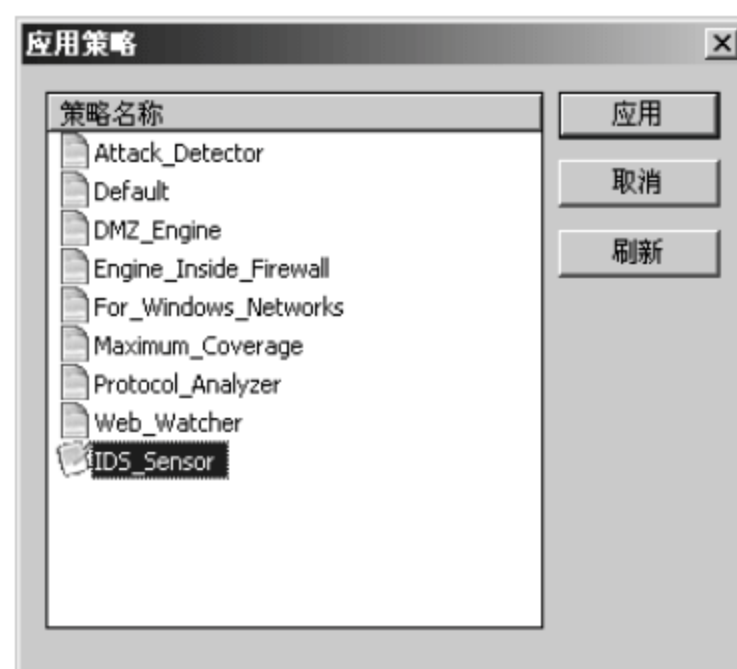 应用策略
策略名称
Attack_Detector
Default
DMZ_Engine
Engine_Inside_Firewall
For_Windows_Networks
Maximum_Coverage
Protocol_Analyzer
Web_Watcher
IDS_Sensor
应用
取消
刷新